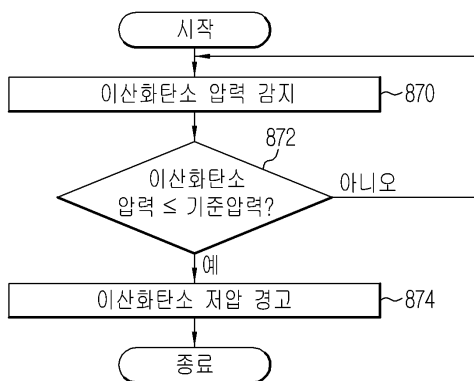 시작
이산화탄소 압력 감지
870
872
이산화탄소
압력 ≤ 기준압력?
아니오
예
이산화탄소 저압 경고
874
종료